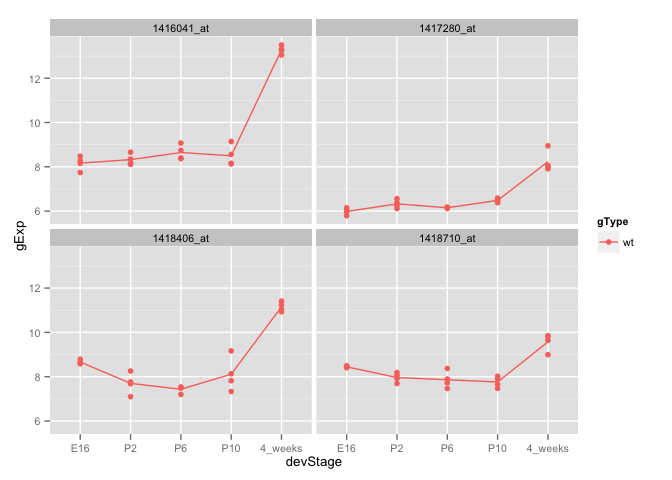 1416041_at 1417280_at
12
10
8
6
gExp
gType
wt
1418406_at 1418710_at
12
10
8
6
E16 P2 P6 P10 4_weeks E16 P2 P6 P10 4_weeks
devStage